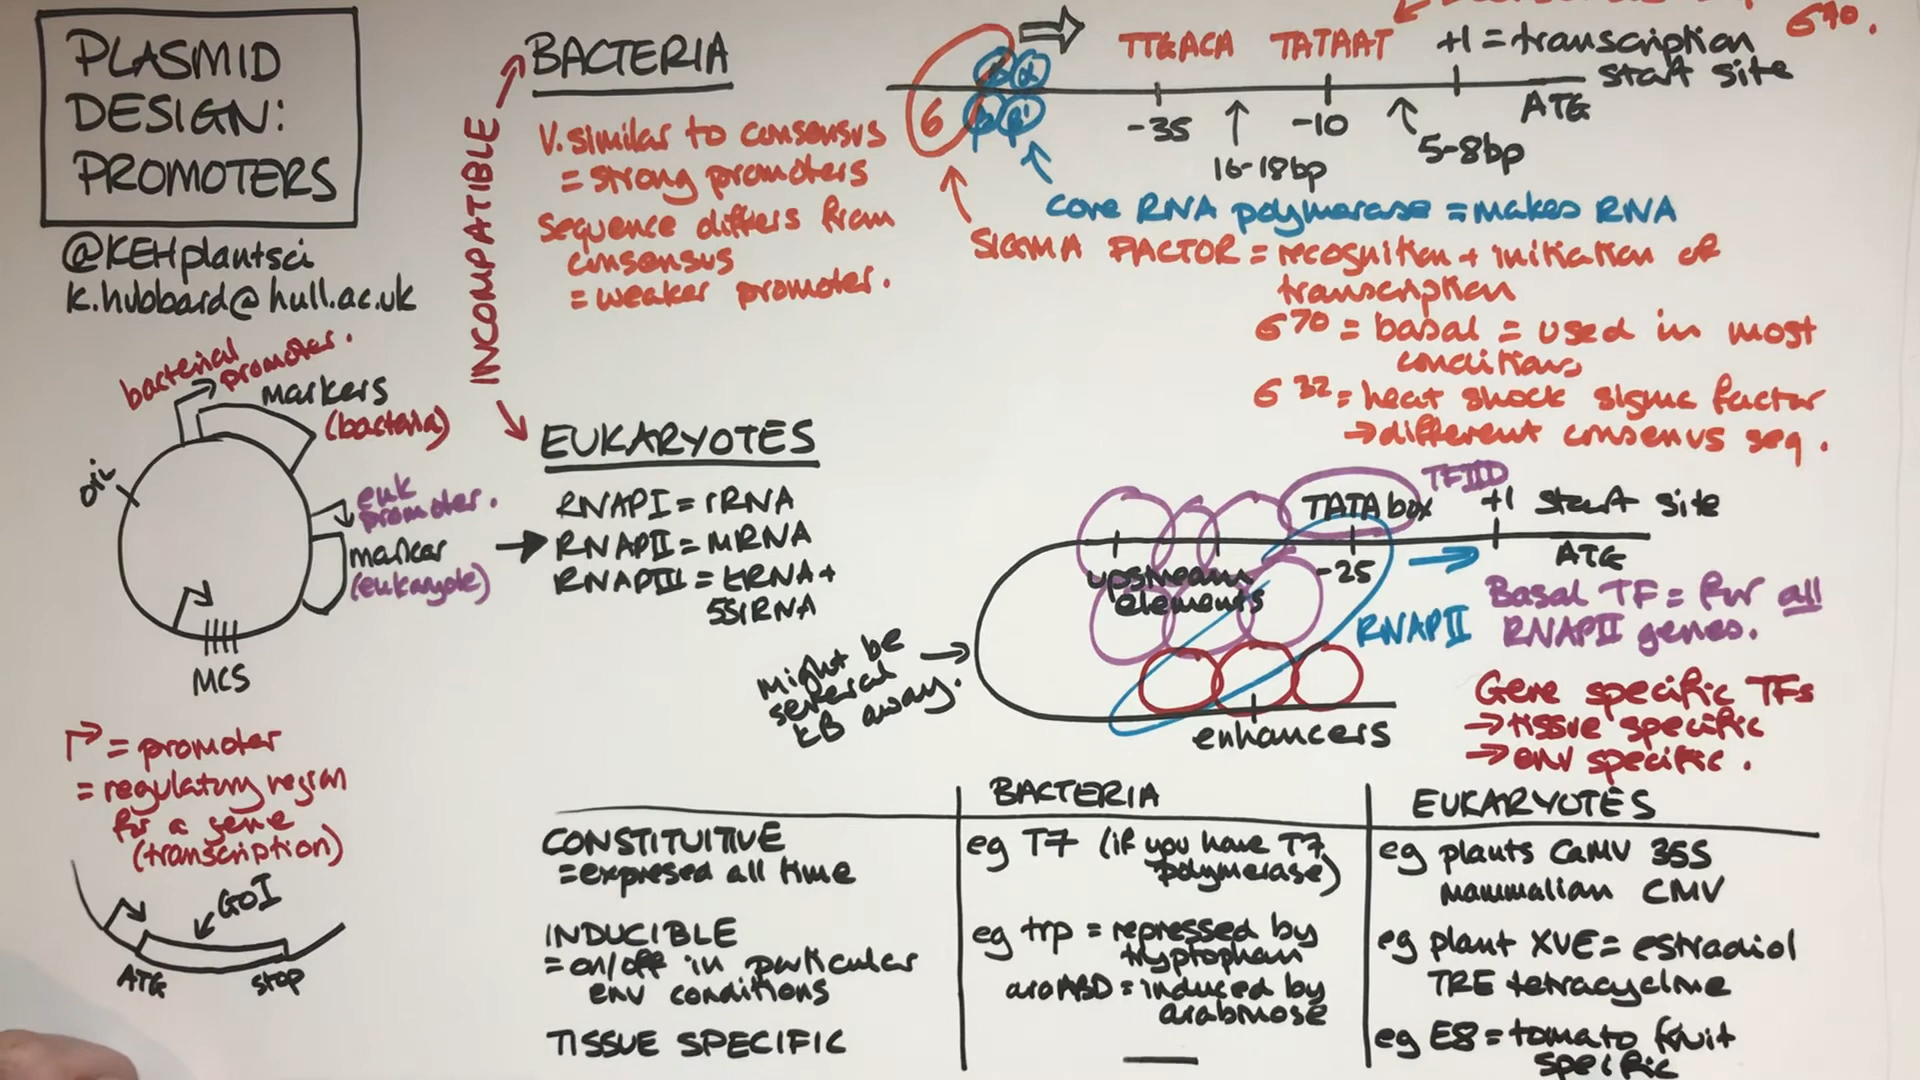 PLASMID
DESIGN:
PROMOTERS
@KEHplantsci
k.hubbard@hull.ac.uk
bacterial
promoter.
markers
(bacteria)
ori
euk
promoter.
marker
(eukaryote)
MCS
= promoter
= regulatory region
for a gene
(transcription)
GOI
ATG
STOP
INCOMPATIBLE
BACTERIA
V. similar to consensus
= strong promoters
sequence differs from
consensus
= weaker promoter.
σ
α
α
β
β'
TTGACA
TATAAT
+1 = transcription
start site
σ70.
-35
-10
ATG
16-18bp
5-8bp
core RNA polymerase = makes RNA
SIGMA FACTOR = recognition + initiation of
transcription
σ70 = basal = used in most
conditions
σ32 = heat shock sigma factor
→ different consenus seq.
EUKARYOTES
RNAPI = rRNA
RNAPII = MRNA
RNAPIII = tRNA +
5SrRNA
TFIID
TATA box
+1 start site
upstream
elements
-25
ATG
Basal TF = for all
RNAPII genes.
RNAPII
might be
several
kB away.
enhancers
Gene specific TFs
→ tissue specific
→ env specific.
BACTERIA
EUKARYOTES
CONSTITUITIVE
= expresed all time
eg T7 (if you have T7
polymerase)
eg plants CaMV 35S
mammalian CMV
INDUCIBLE
= on/off in particular
env conditions
eg trp = repressed by
tryptophan
araABD = induced by
arabinose
eg plant XVE = estradiol
TRE tetracycline
TISSUE SPECIFIC
—
eg E8 = tomato fruit
specific